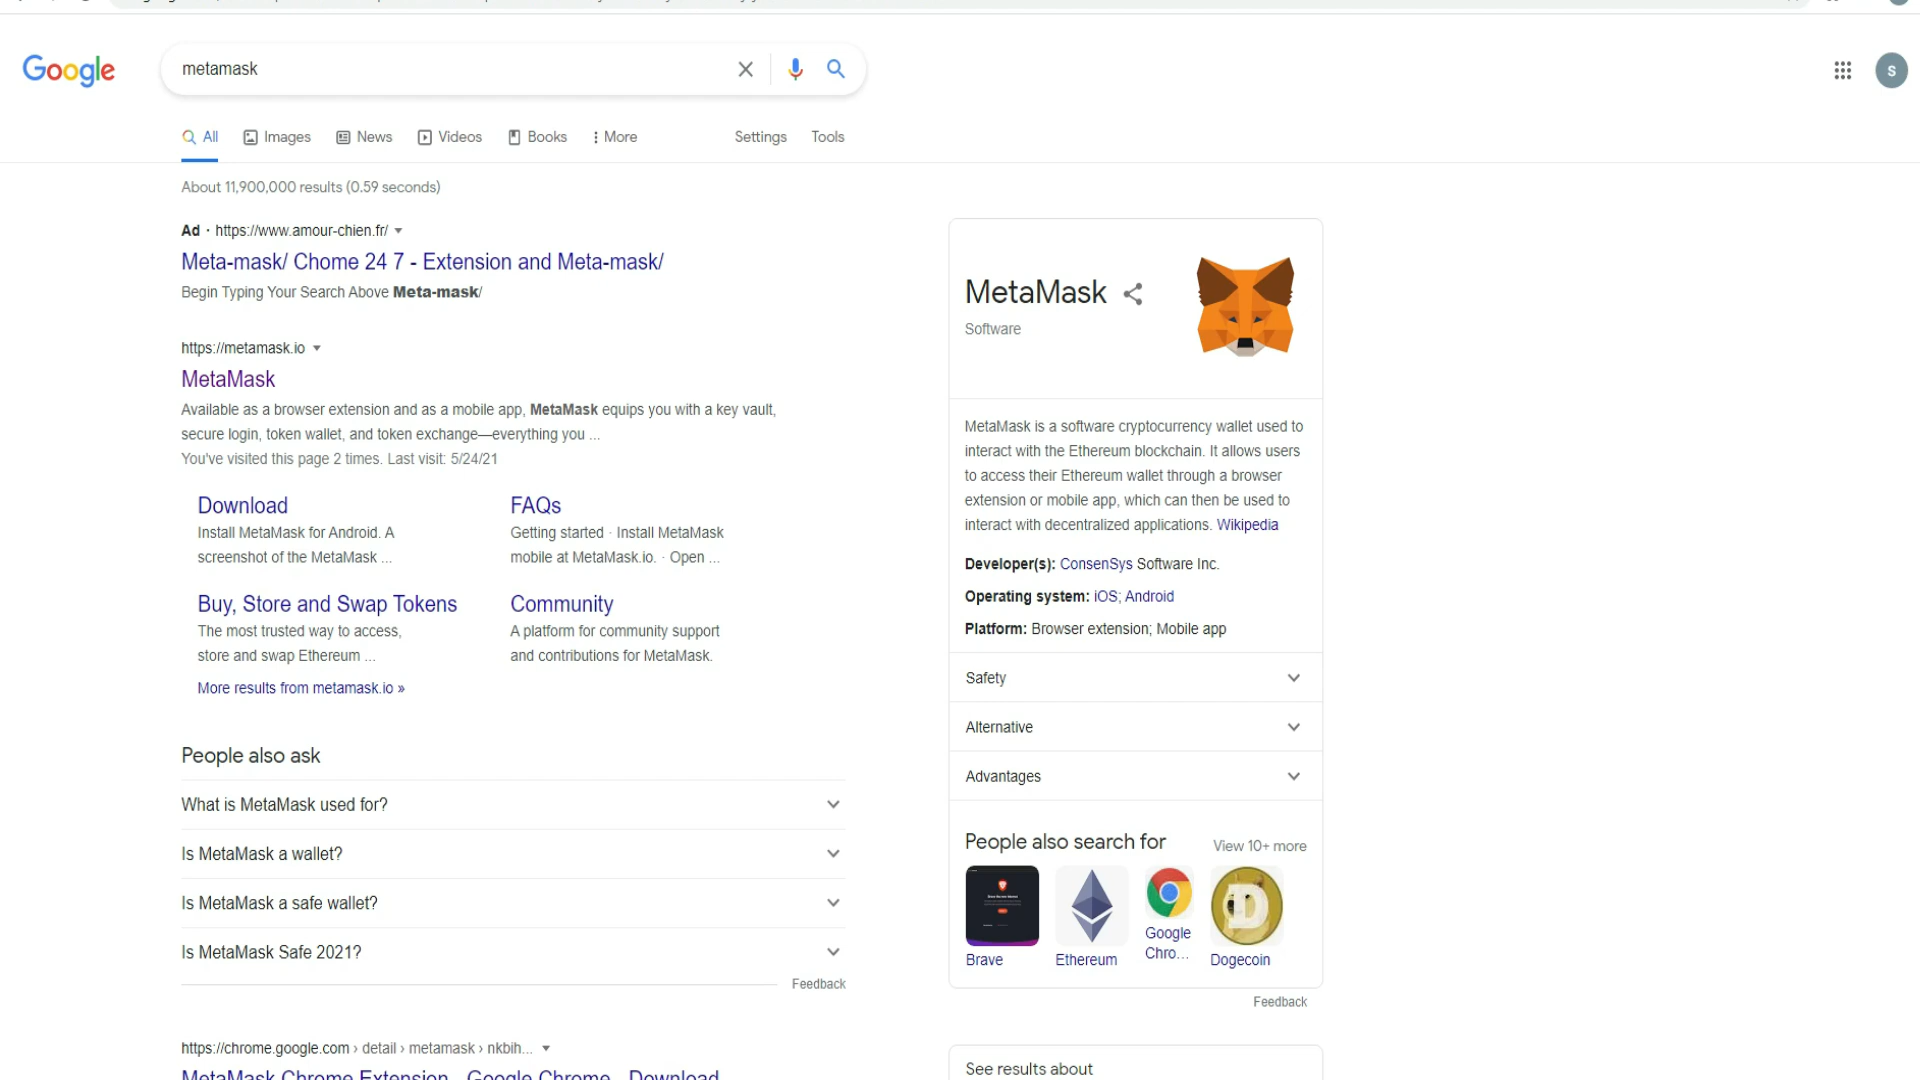 Google
metamask
S
All Images News Videos Books More Settings Tools
About 11,900,000 results (0.59 seconds)
Ad · https://www.amour-chien.fr/
Meta-mask/ Chome 24 7 - Extension and Meta-mask/
Begin Typing Your Search Above Meta-mask/
https://metamask.io
MetaMask
Available as a browser extension and as a mobile app, MetaMask equips you with a key vault,
secure login, token wallet, and token exchange—everything you ...
You've visited this page 2 times. Last visit: 5/24/21
Download
Install MetaMask for Android. A
screenshot of the MetaMask ...
FAQs
Getting started · Install MetaMask
mobile at MetaMask.io. · Open ...
Buy, Store and Swap Tokens
The most trusted way to access,
store and swap Ethereum ...
Community
A platform for community support
and contributions for MetaMask.
More results from metamask.io »
People also ask
What is MetaMask used for?
Is MetaMask a wallet?
Is MetaMask a safe wallet?
Is MetaMask Safe 2021?
Feedback
https://chrome.google.com › detail › metamask › nkbih...
MetaMask Chrome Extension - Google Chrome - Download
MetaMask
Software
MetaMask is a software cryptocurrency wallet used to
interact with the Ethereum blockchain. It allows users
to access their Ethereum wallet through a browser
extension or mobile app, which can then be used to
interact with decentralized applications. Wikipedia
Developer(s): ConsenSys Software Inc.
Operating system: iOS; Android
Platform: Browser extension; Mobile app
Safety
Alternative
Advantages
People also search for
View 10+ more
Brave
Ethereum
Google
Chro...
Dogecoin
Feedback
See results about